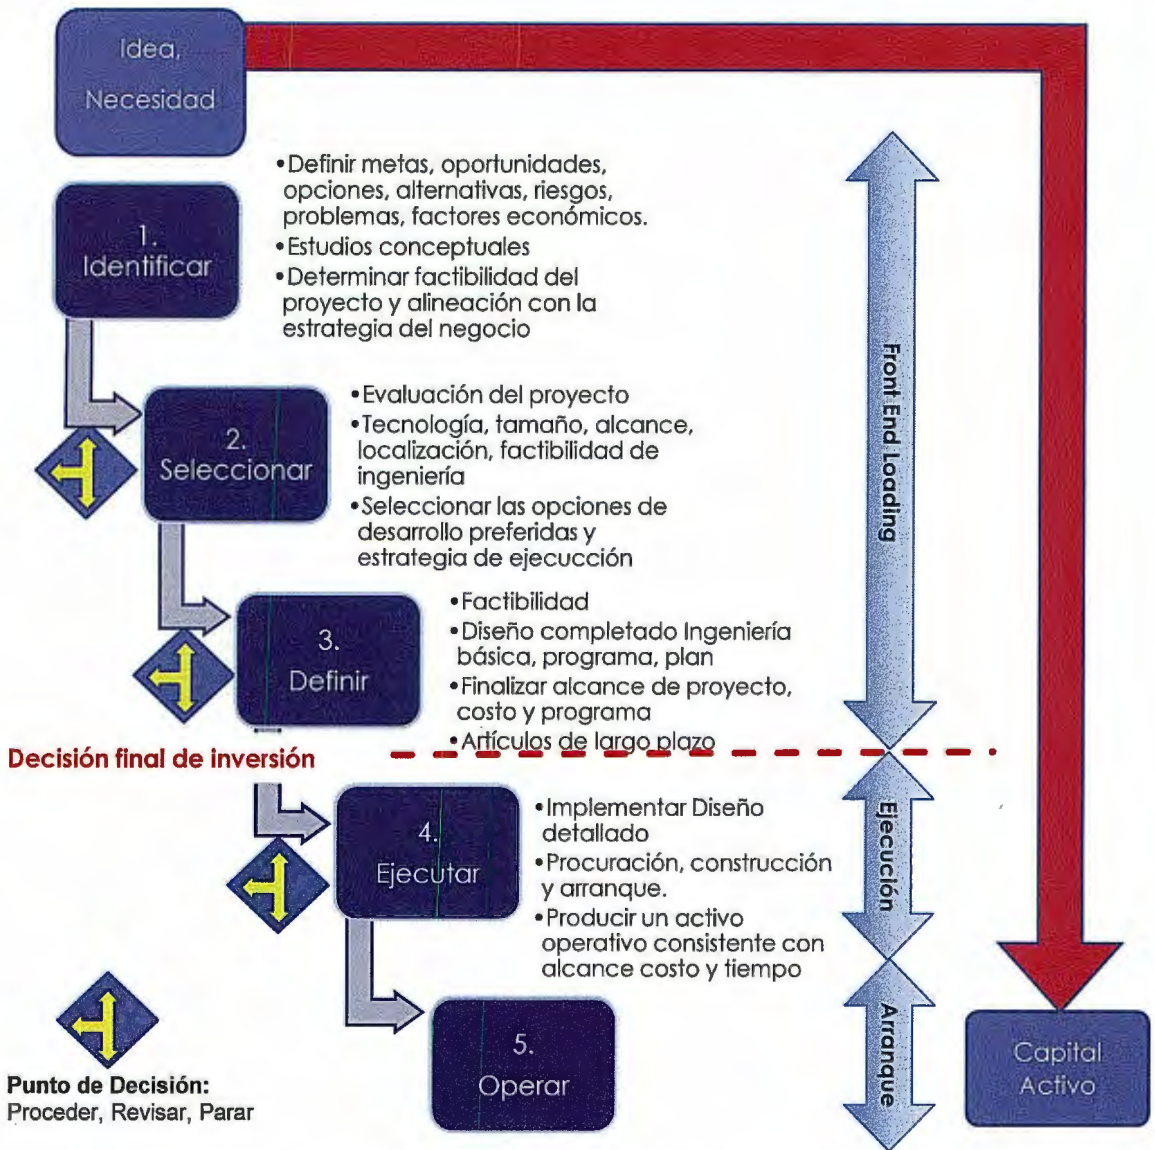 Idea,
Necesidad
•Definir metas, oportunidades,
opciones, alternativas, riesgos,
problemas, factores económicos.
•Estudios conceptuales
•Determinar factibilidad del
proyecto y alineación con la
estrategia del negocio
1.
Identificar
Front End Loading
•Evaluación del proyecto
•Tecnología, tamaño, alcance,
localización, factibilidad de
ingeniería
•Seleccionar las opciones de
desarrollo preferidas y
estrategia de ejecucción
2.
Seleccionar
•Factibilidad
•Diseño completado Ingeniería
básica, programa, plan
•Finalizar alcance de proyecto,
costo y programa
•Artículos de largo plazo
3.
Definir
Decisión final de inversión
4.
Ejecutar
•Implementar Diseño
detallado
•Procuración, construcción
y arranque.
•Producir un activo
operativo consistente con
alcance costo y tiempo
Ejecución
5.
Operar
Arranque
Capital
Activo
Punto de Decisión:
Proceder, Revisar, Parar